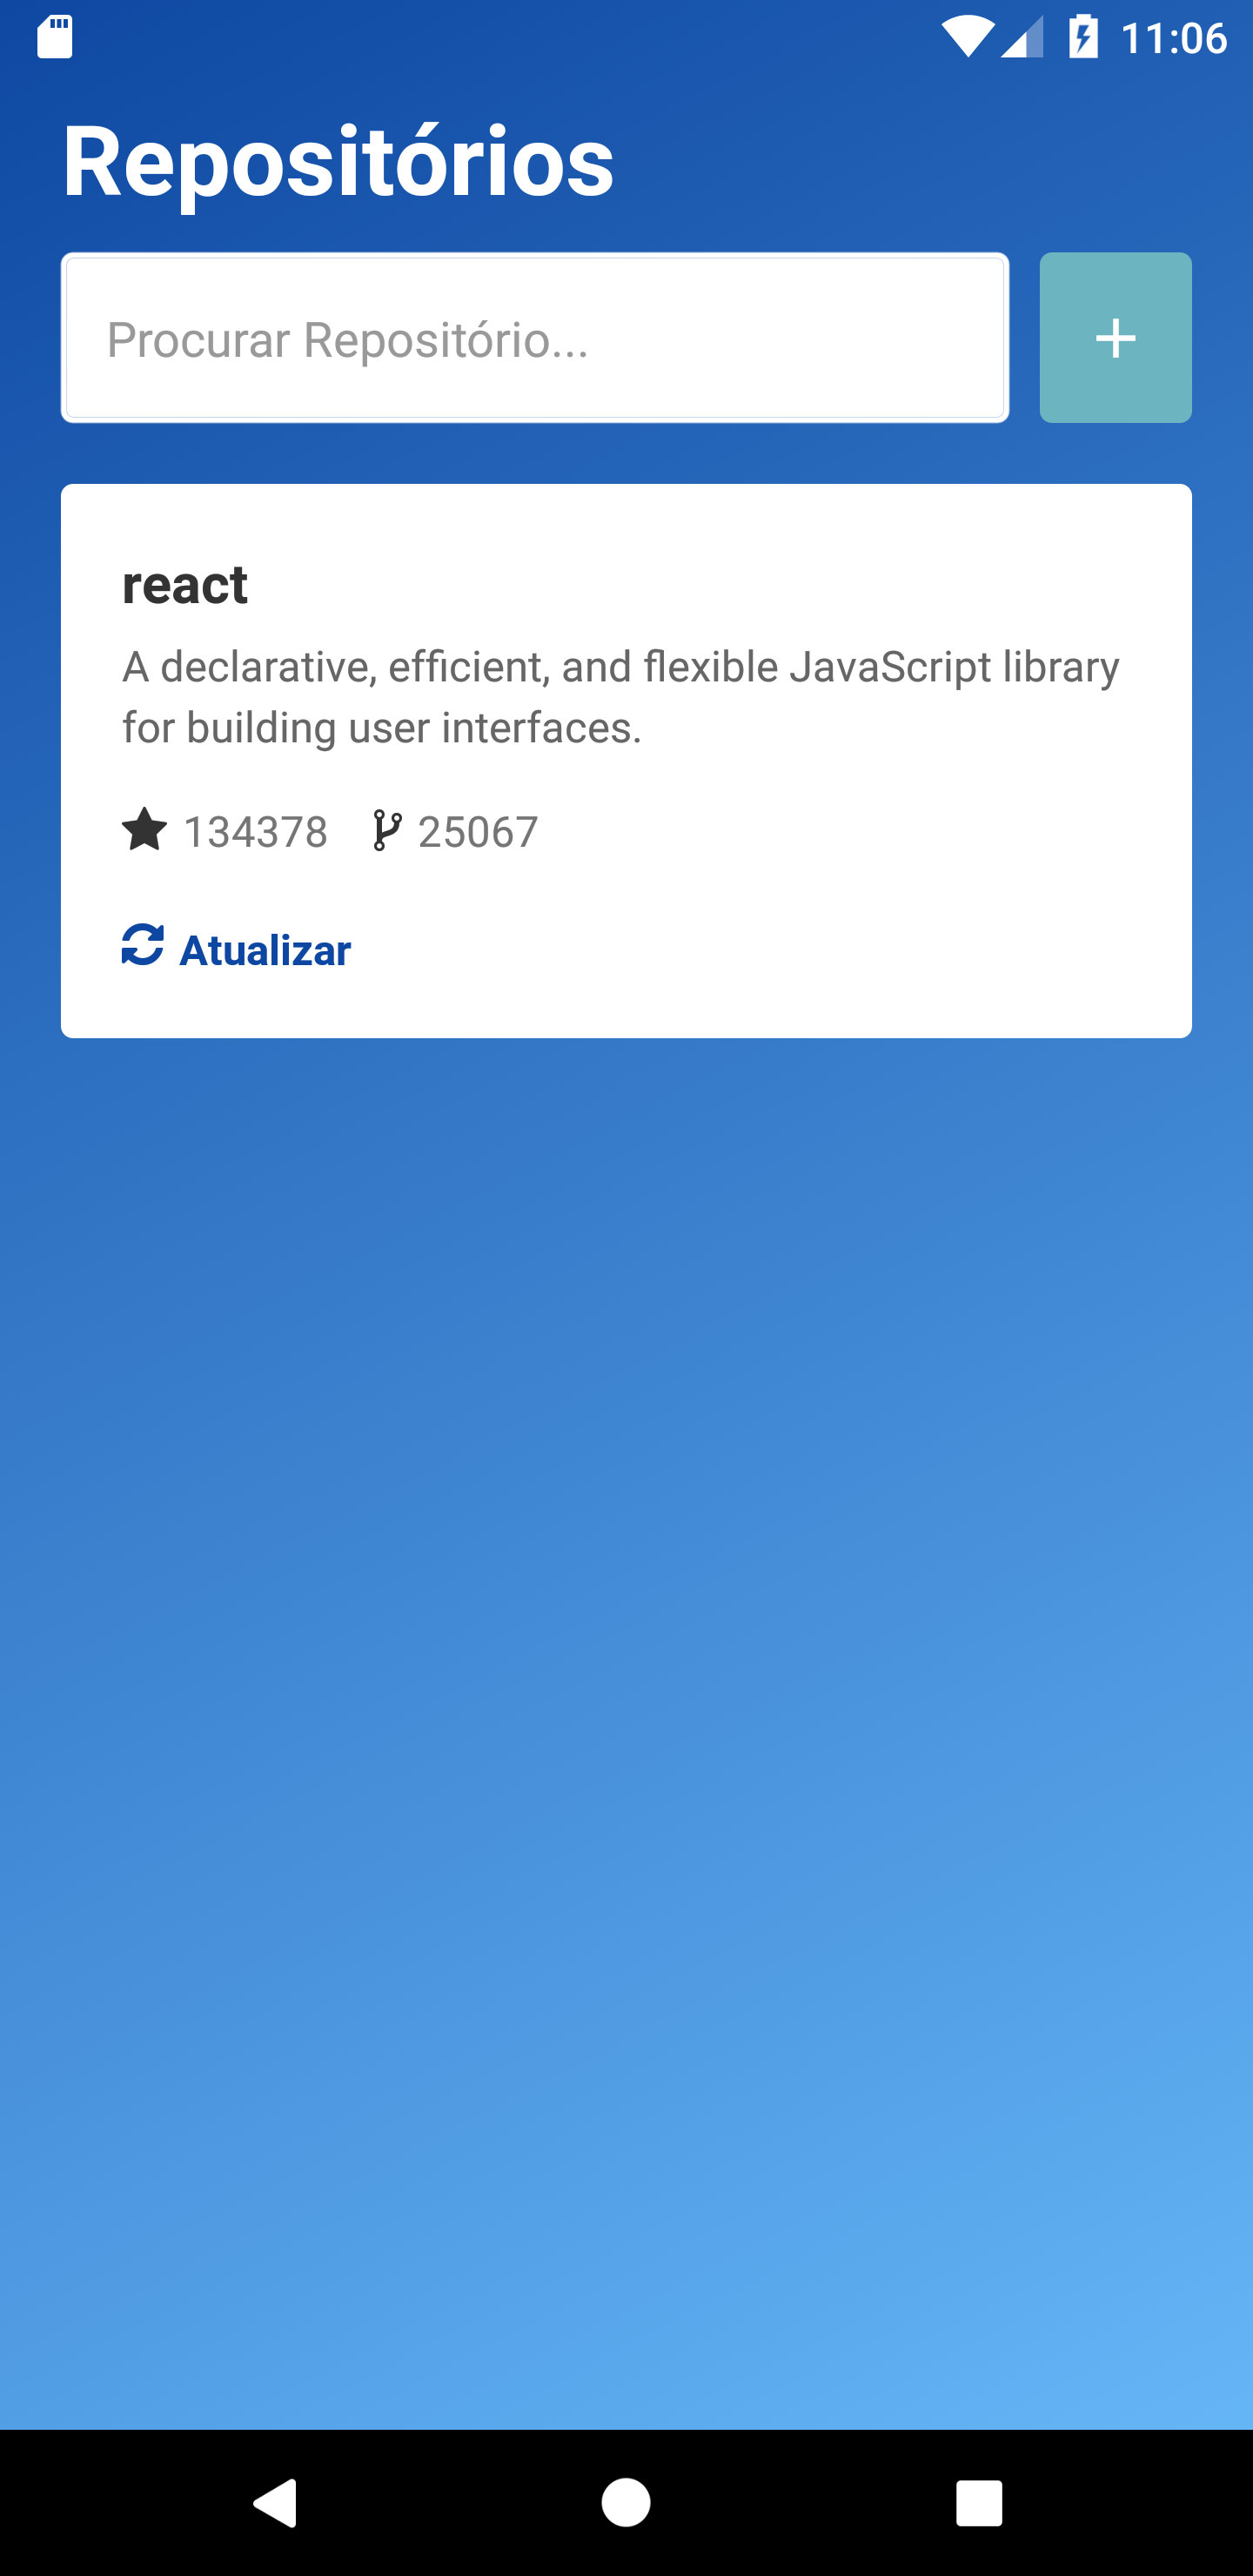 11:06
Repositórios
Procurar Repositório...
+
react
A declarative, efficient, and flexible JavaScript library
for building user interfaces.
134378 25067
Atualizar